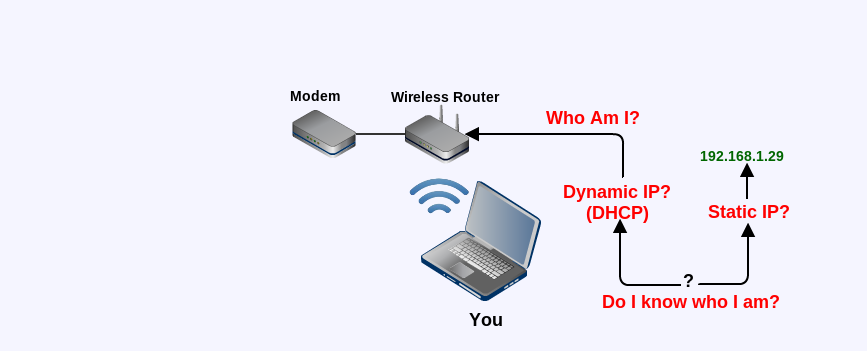 Modem
Wireless Router
Who Am I?
192.168.1.29
Dynamic IP?
(DHCP)
Static IP?
?
Do I know who I am?
You